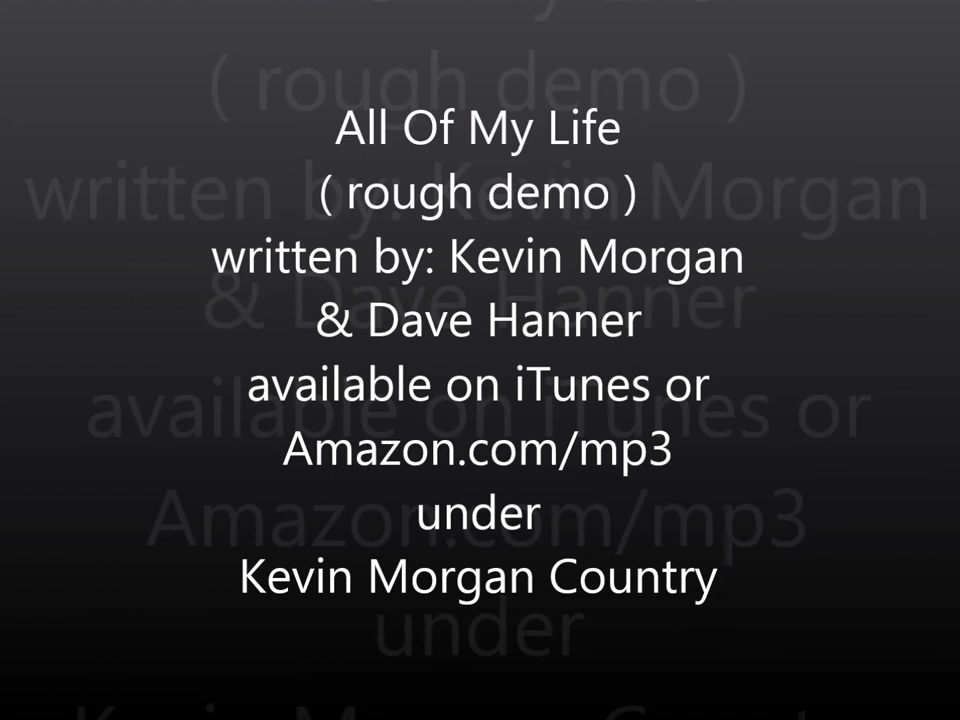 All Of My Life
( rough demo )
written by: Kevin Morgan
& Dave Hanner
available on iTunes or
Amazon.com/mp3
under
Kevin Morgan Country